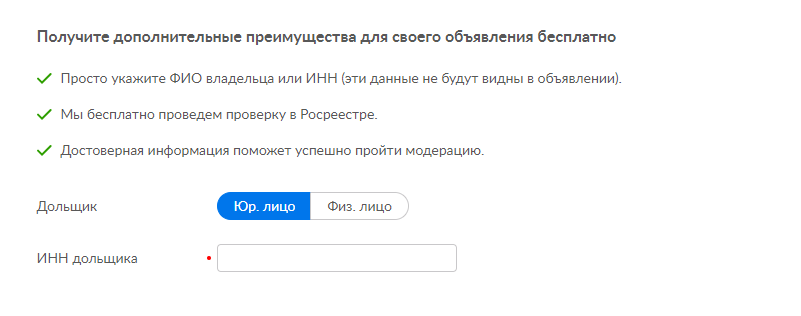 Получите дополнительные преимущества для своего объявления бесплатно
Просто укажите ФИО владельца или ИНН (эти данные не будут видны в объявлении).
Мы бесплатно проведем проверку в Росреестре.
Достоверная информация поможет успешно пройти модерацию.
Дольщик Юр. лицо Физ. лицо
ИНН дольщика